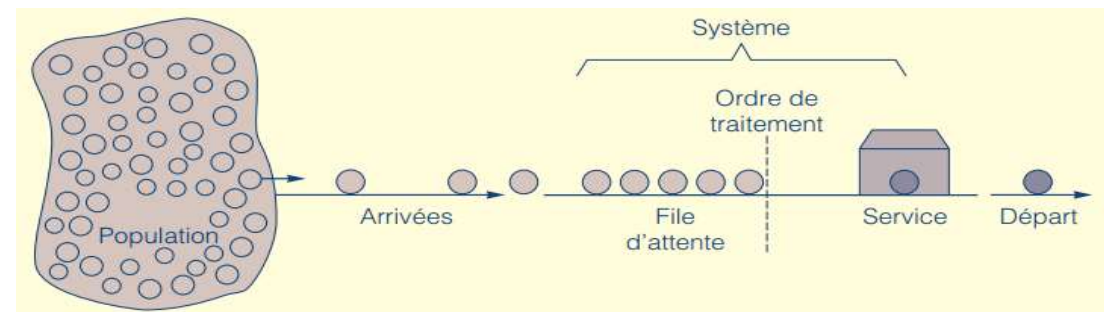 Système
Ordre de
traitement
Population
Arrivées
File
d'attente
Service
Départ